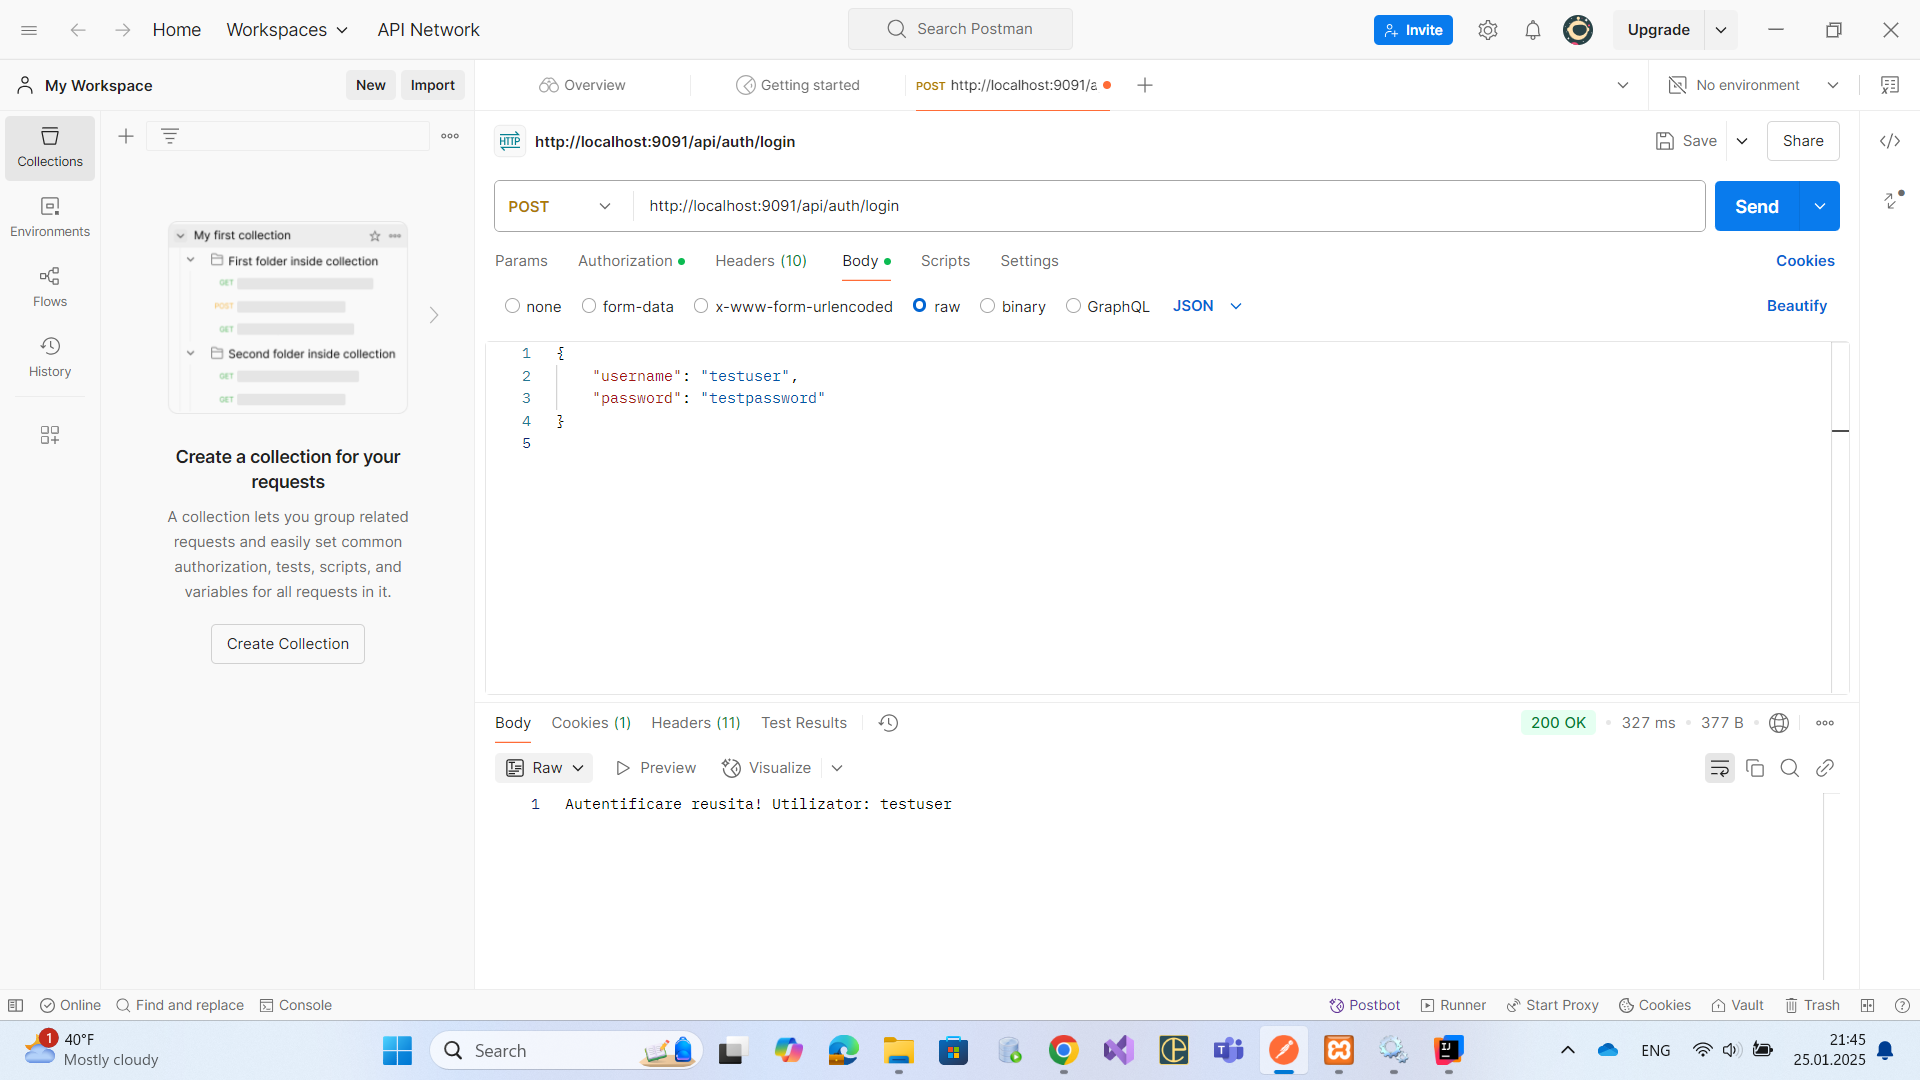 Home
Workspaces
API Network
Search Postman
Invite
Upgrade
My Workspace
New
Import
Overview
Getting started
POST http://localhost:9091/a
No environment
Collections
Environments
Flows
History
My first collection
First folder inside collection
GET
POST
GET
Second folder inside collection
GET
GET
Create a collection for your
requests
A collection lets you group related
requests and easily set common
authorization, tests, scripts, and
variables for all requests in it.
Create Collection
HTTP http://localhost:9091/api/auth/login
Save
Share
POST
http://localhost:9091/api/auth/login
Send
Params
Authorization
Headers (10)
Body
Scripts
Settings
Cookies
none
form-data
x-www-form-urlencoded
raw
binary
GraphQL
JSON
Beautify
1 {
2 "username": "testuser",
3 "password": "testpassword"
4 }
5
Body
Cookies (1)
Headers (11)
Test Results
200 OK
327 ms
377 B
Raw
Preview
Visualize
1 Autentificare reusita! Utilizator: testuser
Online
Find and replace
Console
Postbot
Runner
Start Proxy
Cookies
Vault
Trash
1
40°F
Mostly cloudy
Search
ENG
21:45
25.01.2025